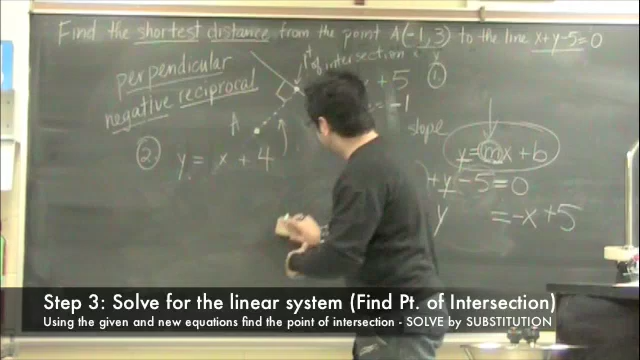 Find the shortest distance from the point A(-1,3) to the line x+y-5=0
perpendicular
negative reciprocal
pt of intersection
x + 5 ①
= -1
A
slope
② y = x + 4
y = mx + b
+y-5=0
y = -x+5
Step 3: Solve for the linear system (Find Pt. of Intersection)
Using the given and new equations find the point of intersection - SOLVE by SUBSTITUTION